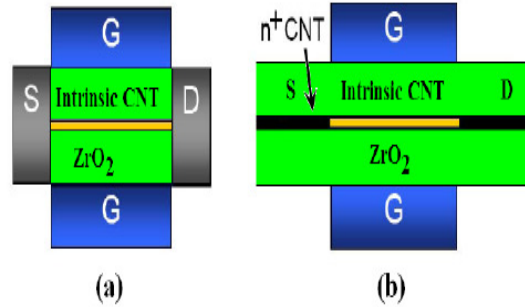 G
S Intrinsic CNT D
ZrO2
G
(a)
n+ CNT
G
S Intrinsic CNT D
ZrO2
G
(b)